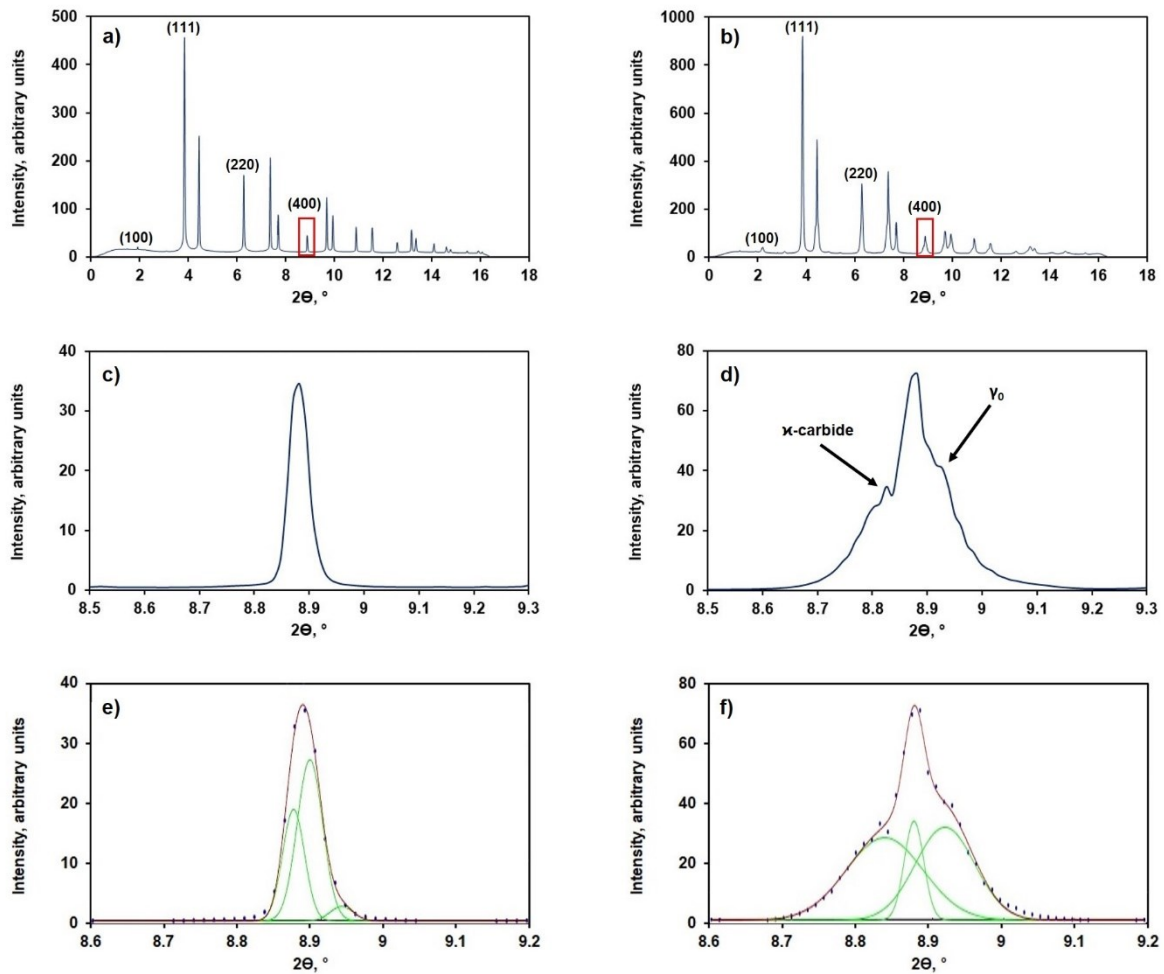 a)
Intensity, arbitrary units
500
400
300
200
100
0
(111)
(220)
(400)
(100)
0 2 4 6 8 10 12 14 16 18
2ϴ, °
b)
Intensity, arbitrary units
1000
800
600
400
200
0
(111)
(220)
(400)
(100)
0 2 4 6 8 10 12 14 16 18
2ϴ, °
c)
Intensity, arbitrary units
40
30
20
10
0
8.5 8.6 8.7 8.8 8.9 9 9.1 9.2 9.3
2ϴ, °
d)
Intensity, arbitrary units
80
60
40
20
0
γ₀
ϰ-carbide
8.5 8.6 8.7 8.8 8.9 9 9.1 9.2 9.3
2ϴ, °
e)
Intensity, arbitrary units
40
30
20
10
0
8.6 8.7 8.8 8.9 9 9.1 9.2
2ϴ, °
f)
Intensity, arbitrary units
80
60
40
20
0
8.6 8.7 8.8 8.9 9 9.1 9.2
2ϴ, °